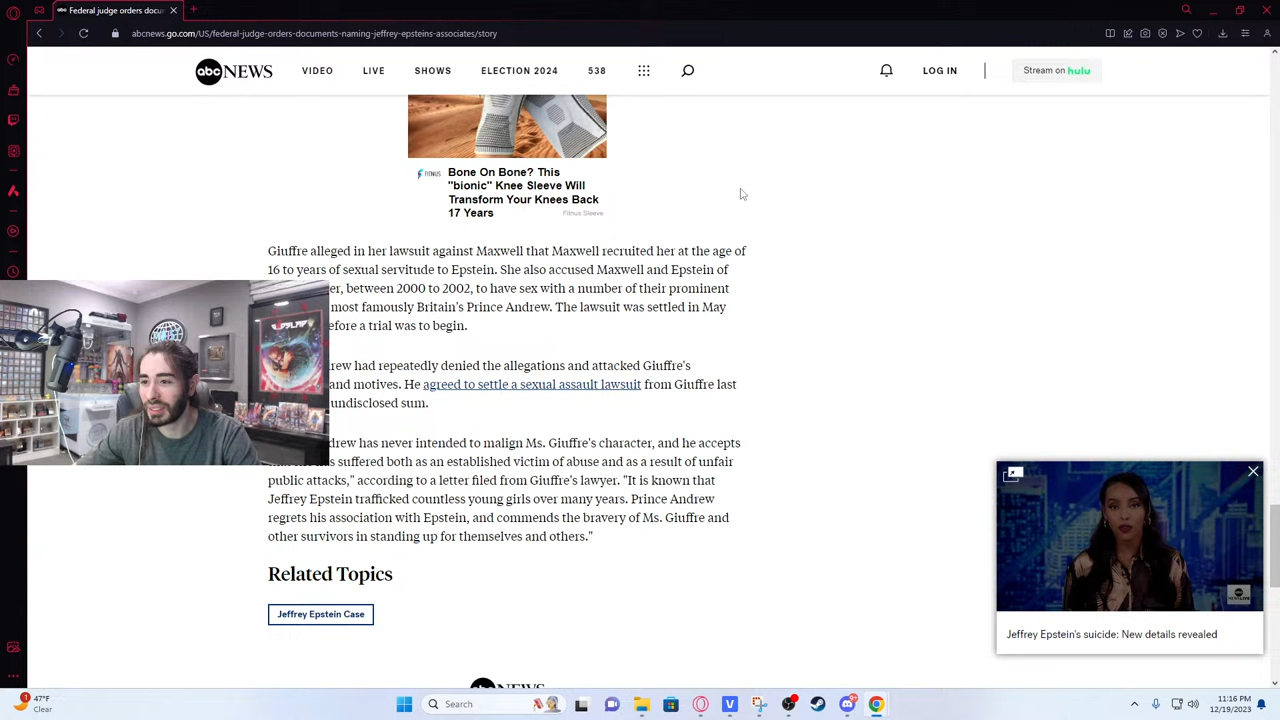 Federal judge orders docu
abcnews.go.com/US/federal-judge-orders-documents-naming-jeffrey-epstein-associates/story
abc NEWS VIDEO LIVE SHOWS ELECTION 2024 538 LOG IN Stream on hulu
FITNUS
Bone On Bone? This
"bionic" Knee Sleeve Will
Transform Your Knees Back
17 Years
Fitnus Sleeve
Giuffre alleged in her lawsuit against Maxwell that Maxwell recruited her at the age of
16 to years of sexual servitude to Epstein. She also accused Maxwell and Epstein of
er, between 2000 to 2002, to have sex with a number of their prominent
most famously Britain's Prince Andrew. The lawsuit was settled in May
efore a trial was to begin.
rew had repeatedly denied the allegations and attacked Giuffre's
and motives. He agreed to settle a sexual assault lawsuit from Giuffre last
undisclosed sum.
drew has never intended to malign Ms. Giuffre's character, and he accepts
suffered both as an established victim of abuse and as a result of unfair
public attacks," according to a letter filed from Giuffre's lawyer. "It is known that
Jeffrey Epstein trafficked countless young girls over many years. Prince Andrew
regrets his association with Epstein, and commends the bravery of Ms. Giuffre and
other survivors in standing up for themselves and others."
Related Topics
Jeffrey Epstein Case
Jeffrey Epstein's suicide: New details revealed
abc NEWS
1
47°F
Clear
Search
11:16 PM
12/19/2023